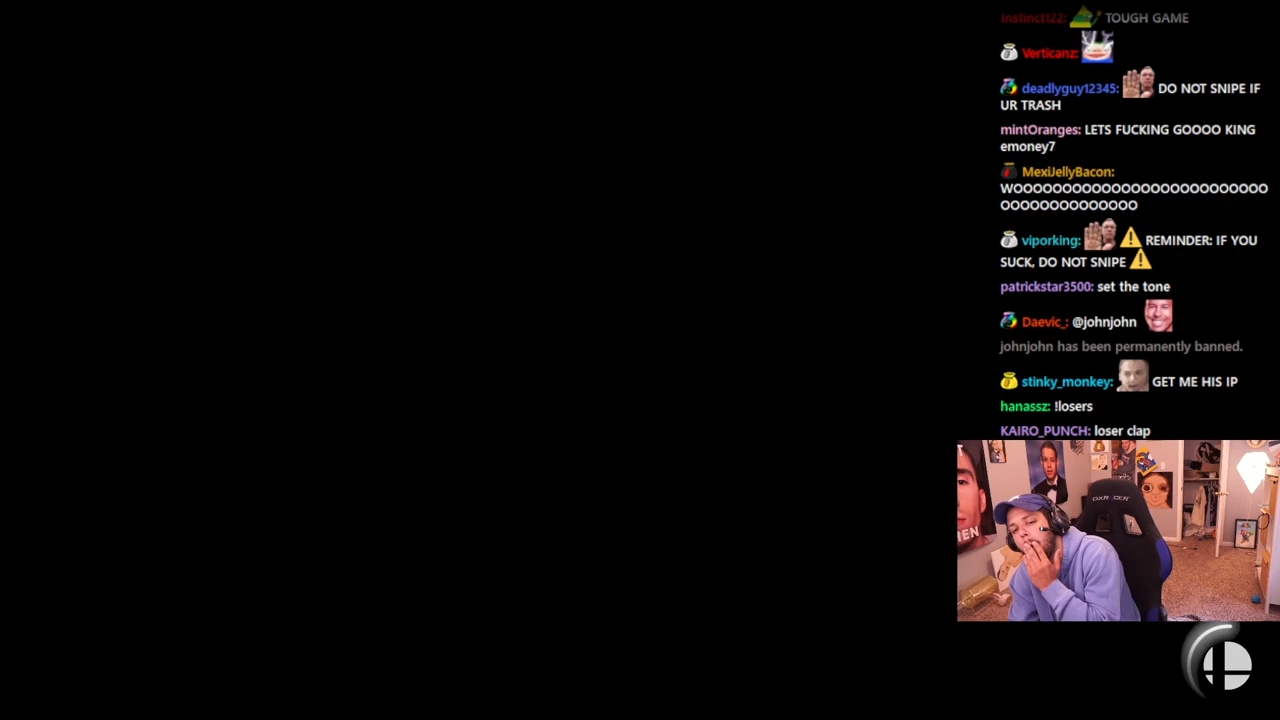 Instinct122: TOUGH GAME
Verticanz:
deadlyguy12345: DO NOT SNIPE IF
UR TRASH
mintOranges: LETS FUCKING GOOOO KING
emoney7
MexiJellyBacon:
WOOOOOOOOOOOOOOOOOOOOOOOOOO
OOOOOOOOOOOOOO
viporking: REMINDER: IF YOU
SUCK, DO NOT SNIPE
patrickstar3500: set the tone
Daevic_: @johnjohn
johnjohn has been permanently banned.
stinky_monkey: GET ME HIS IP
hanassz: !losers
KAIRO_PUNCH: loser clap